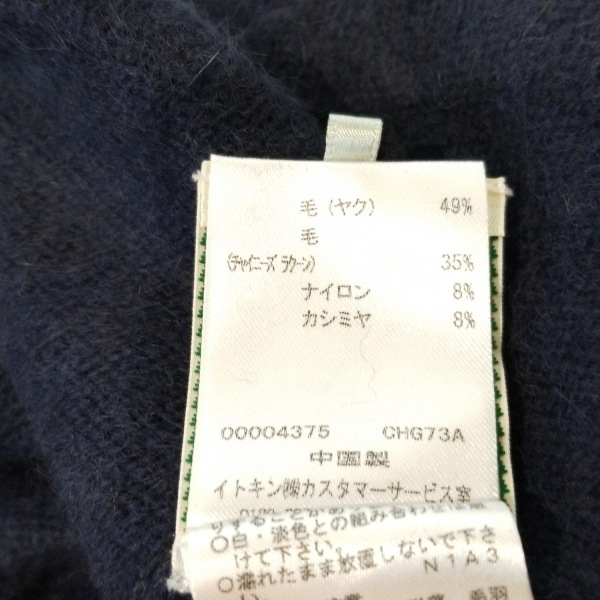 毛(ヤク) 49%
毛
(チャイニーズ ラクーン) 35%
ナイロン 8%
カシミヤ 8%
00004375 CHG73A
中国製
イトキン㈱カスタマーサービス室
○白・淡色との組み合わせ
けて下さい。
○濡れたまま放置しないで下さ
い。 N1A3